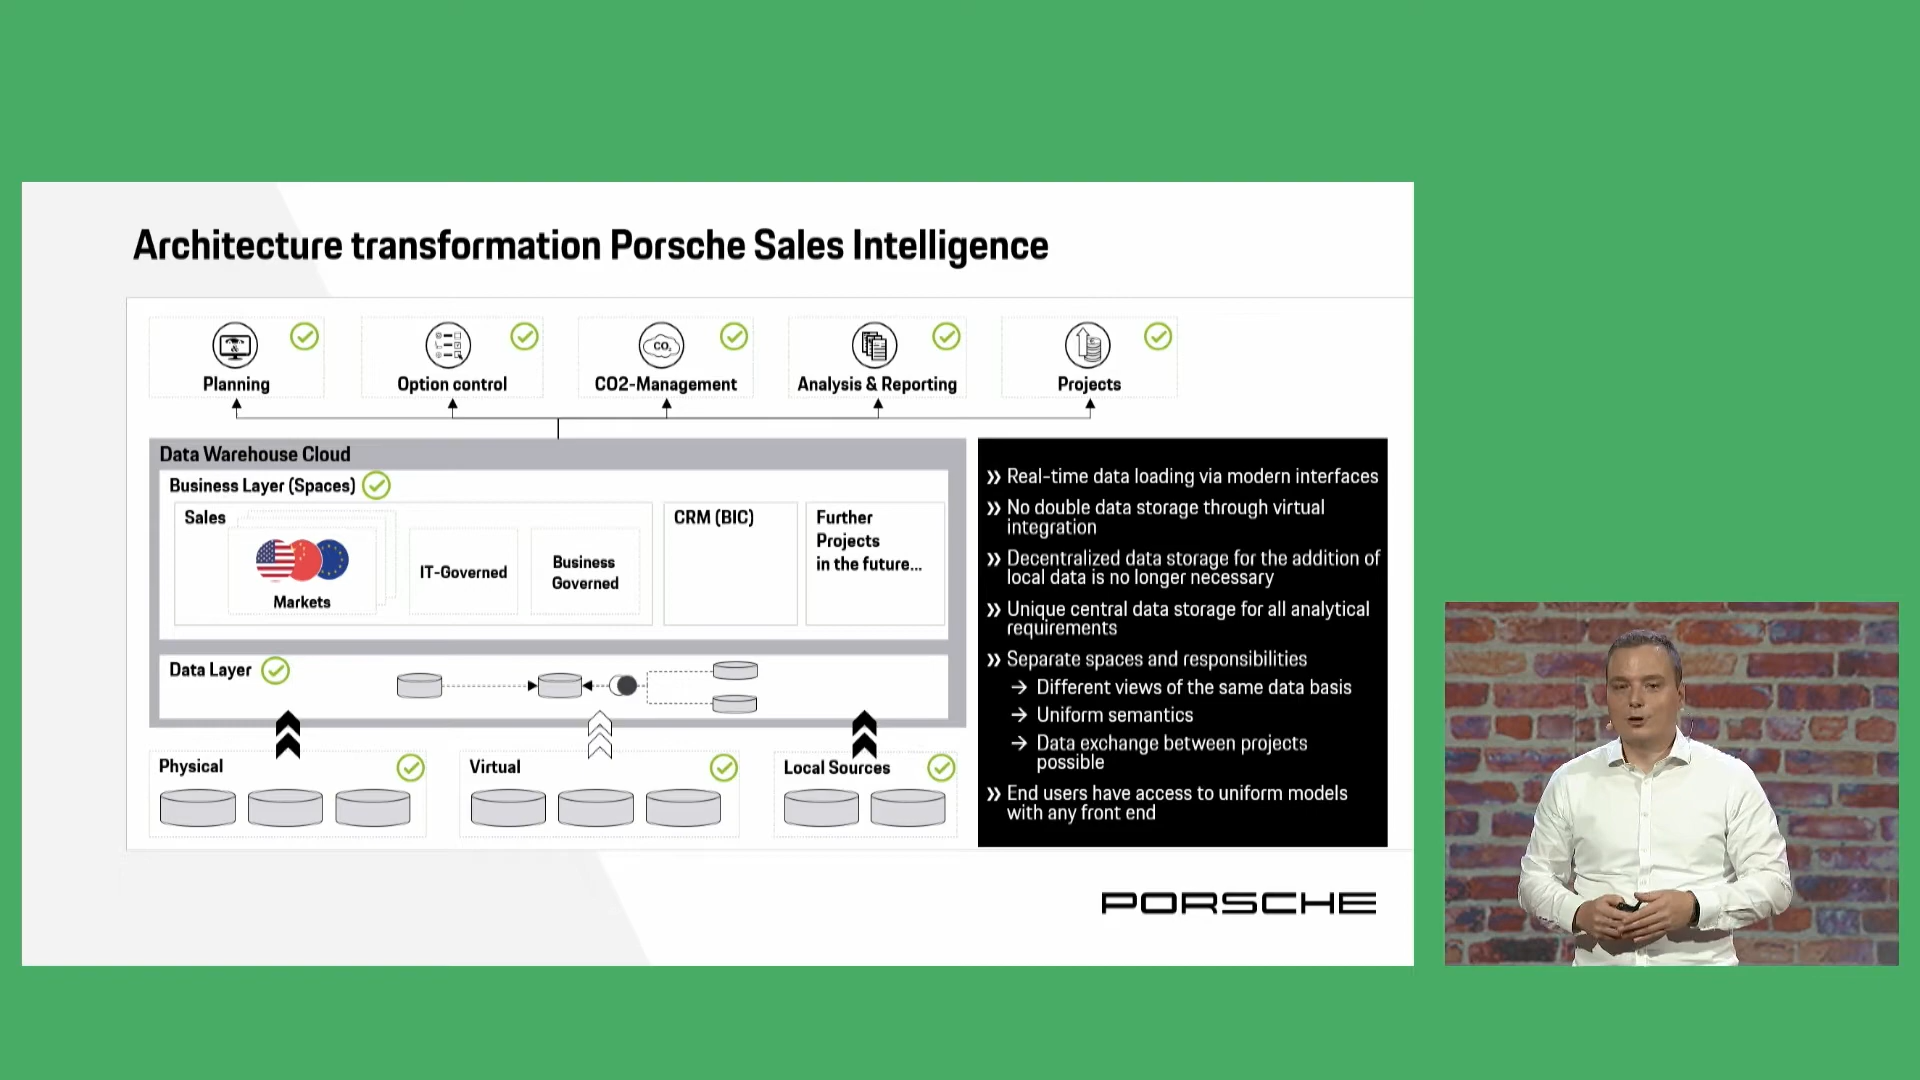 Architecture transformation Porsche Sales Intelligence
Planning
Option control
CO₂
CO2-Management
Analysis & Reporting
Projects
Data Warehouse Cloud
Business Layer (Spaces)
Sales
Markets
IT-Governed
Business
Governed
CRM (BIC)
Further
Projects
in the future...
Data Layer
Physical
Virtual
Local Sources
» Real-time data loading via modern interfaces
» No double data storage through virtual
integration
» Decentralized data storage for the addition of
local data is no longer necessary
» Unique central data storage for all analytical
requirements
» Separate spaces and responsibilities
→ Different views of the same data basis
→ Uniform semantics
→ Data exchange between projects
possible
» End users have access to uniform models
with any front end
PORSCHE